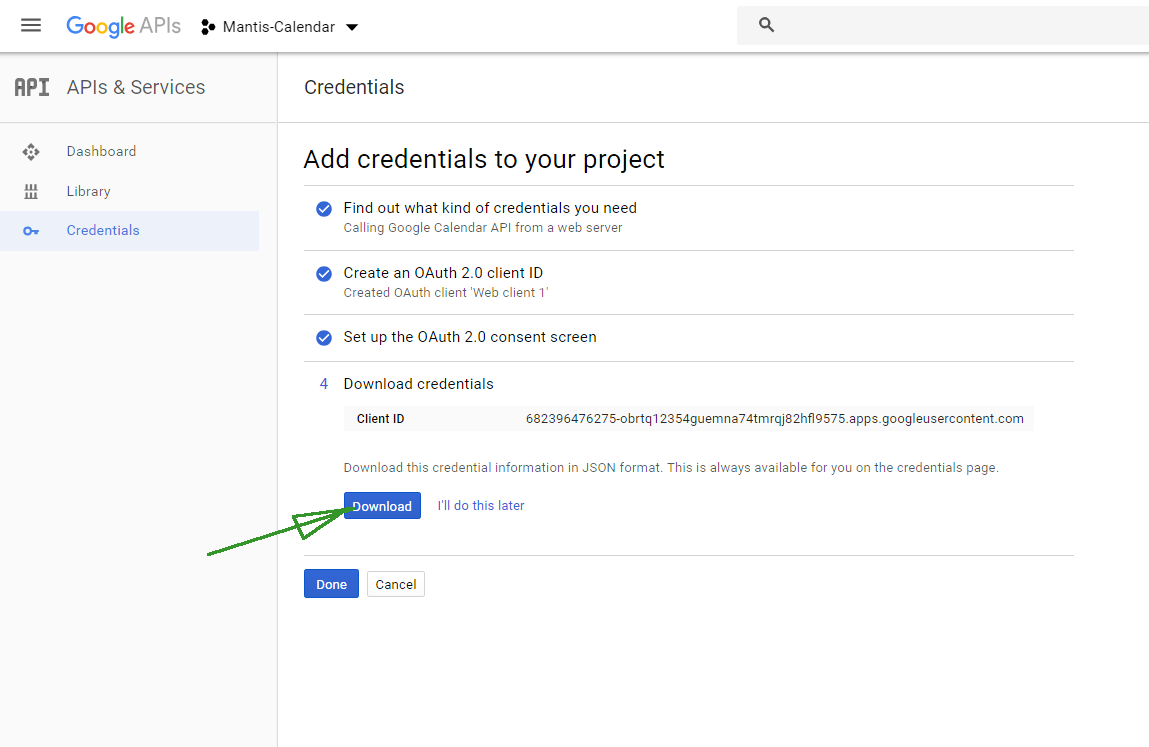 Google APIs Mantis-Calendar
API APIs & Services
Credentials
Dashboard
Library
Credentials
Add credentials to your project
Find out what kind of credentials you need
Calling Google Calendar API from a web server
Create an OAuth 2.0 client ID
Created OAuth client 'Web client 1'
Set up the OAuth 2.0 consent screen
4 Download credentials
Client ID 682396476275-obrtq12354guemna74tmrqj82hfl9575.apps.googleusercontent.com
Download this credential information in JSON format. This is always available for you on the credentials page.
Download I'll do this later
Done Cancel